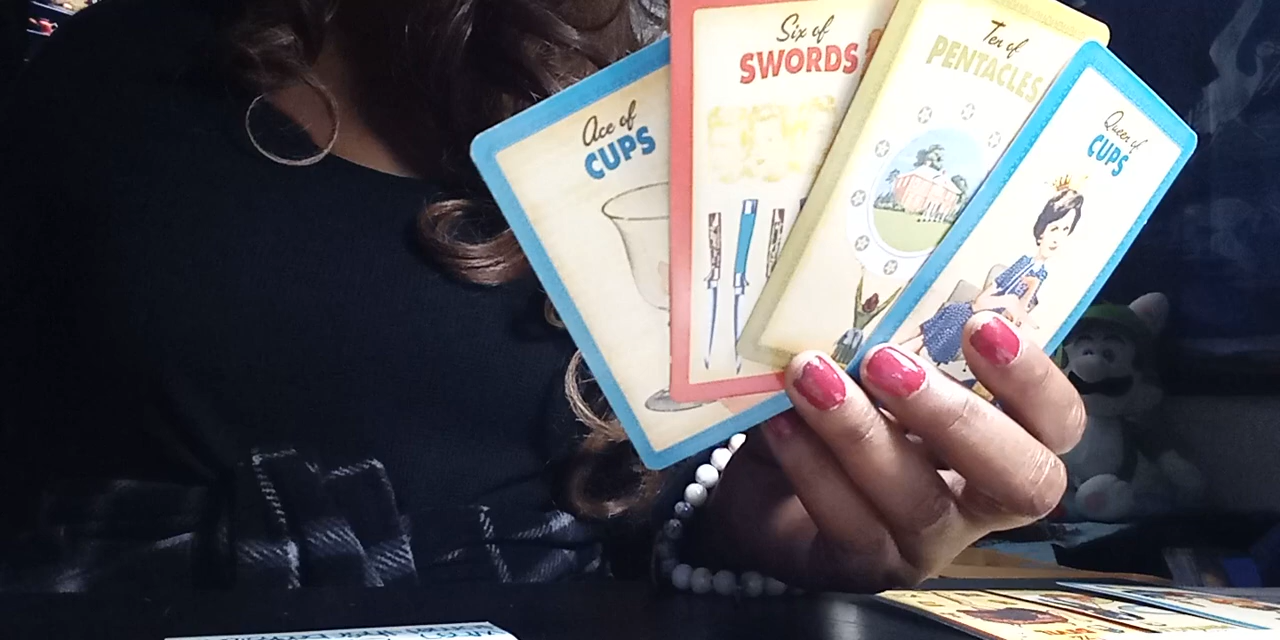 Ace of
CUPS
Six of
SWORDS
Ten of
PENTACLES
Queen of
CUPS